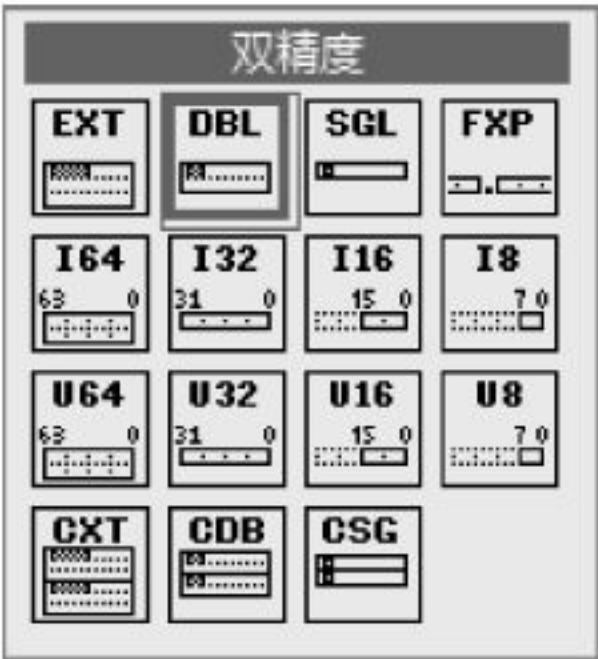 双精度
EXT DBL SGL FXP
I64 I32 I16 I8
63 0 31 0 15 0 7 0
U64 U32 U16 U8
63 0 31 0 15 0 7 0
CXT CDB CSG